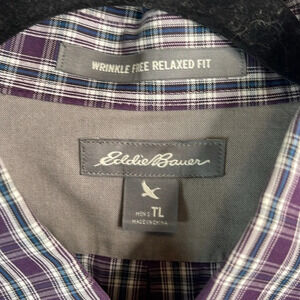 WRINKLE FREE RELAXED FIT
Eddie Bauer
MEN'S TL
MADE IN CHINA